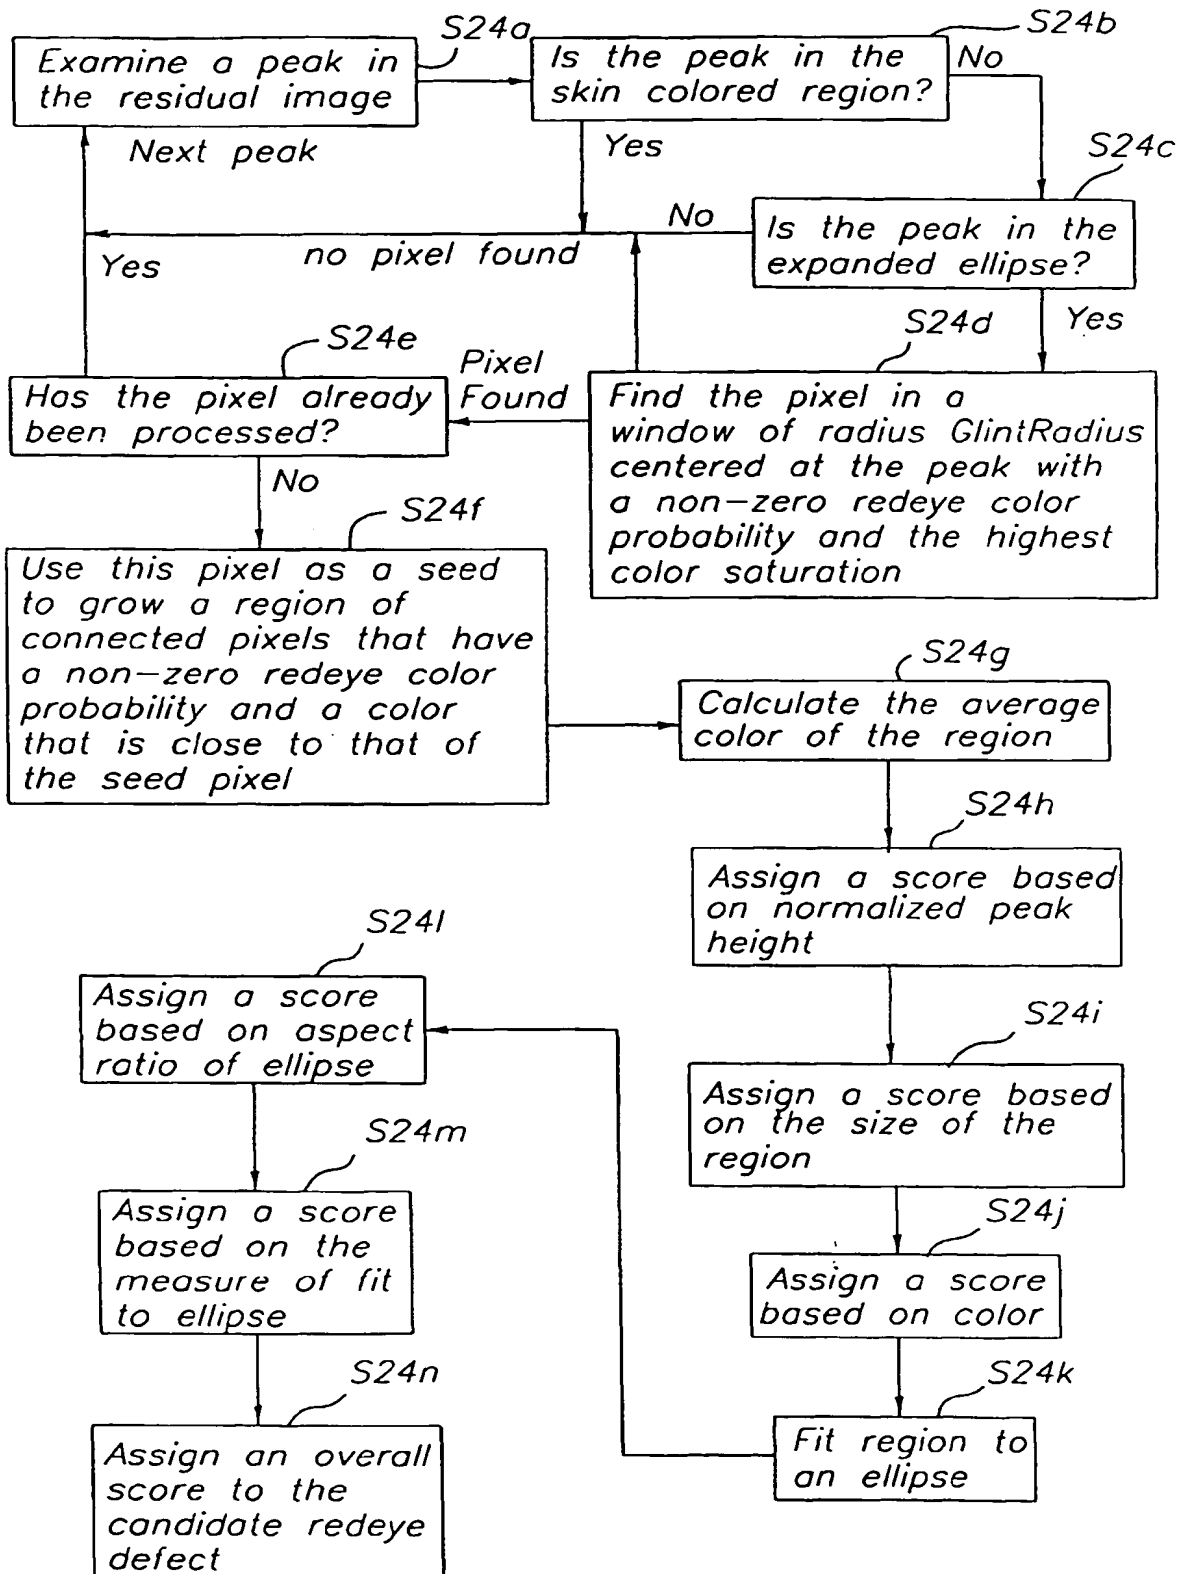 S24a
Examine a peak in
the residual image
S24b
Is the peak in the
skin colored region?
No
Next peak
Yes
S24c
Is the peak in the
expanded ellipse?
No
no pixel found
Yes
Yes
S24d
Find the pixel in a
window of radius GlintRadius
centered at the peak with
a non-zero redeye color
probability and the highest
color saturation
Pixel
Found
S24e
Has the pixel already
been processed?
No
S24f
Use this pixel as a seed
to grow a region of
connected pixels that have
a non-zero redeye color
probability and a color
that is close to that of
the seed pixel
S24g
Calculate the average
color of the region
S24h
Assign a score based
on normalized peak
height
S24i
Assign a score based
on the size of the
region
S24j
Assign a score
based on color
S24k
Fit region to
an ellipse
S24l
Assign a score
based on aspect
ratio of ellipse
S24m
Assign a score
based on the
measure of fit
to ellipse
S24n
Assign an overall
score to the
candidate redeye
defect